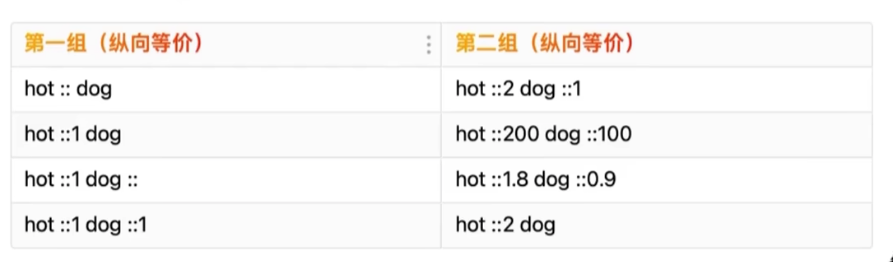 第一组（纵向等价） 第二组（纵向等价）
hot :: dog hot ::2 dog ::1
hot ::1 dog hot ::200 dog ::100
hot ::1 dog :: hot ::1.8 dog ::0.9
hot ::1 dog ::1 hot ::2 dog